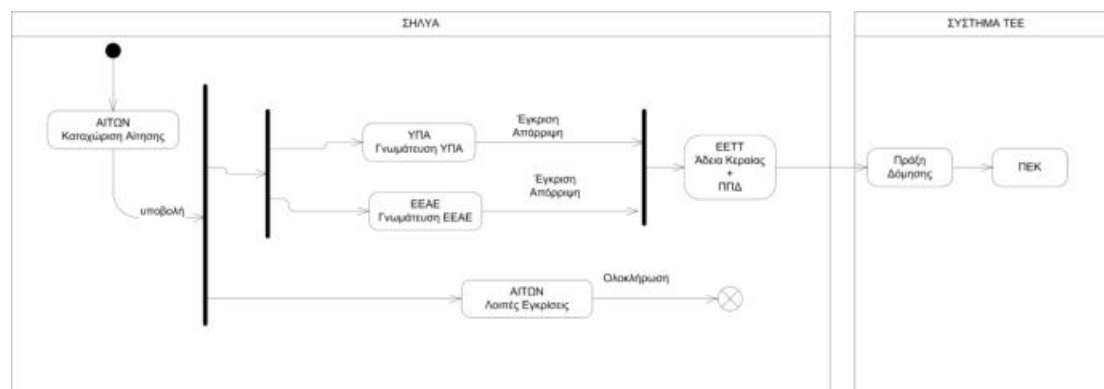 ΣΗΛΥΑ
ΣΥΣΤΗΜΑ ΤΕΕ
ΑΙΤΩΝ
Καταχώριση Αίτησης
υποβολή
ΥΠΑ
Γνωμάτευση ΥΠΑ
Έγκριση
Απόρριψη
ΕΕΑΕ
Γνωμάτευση ΕΕΑΕ
Έγκριση
Απόρριψη
ΕΕΤΤ
Άδεια Κεραίας
+
ΠΠΔ
Πράξη
Δόμησης
ΠΕΚ
ΑΙΤΩΝ
Λοιπές Εγκρίσεις
Ολοκλήρωση